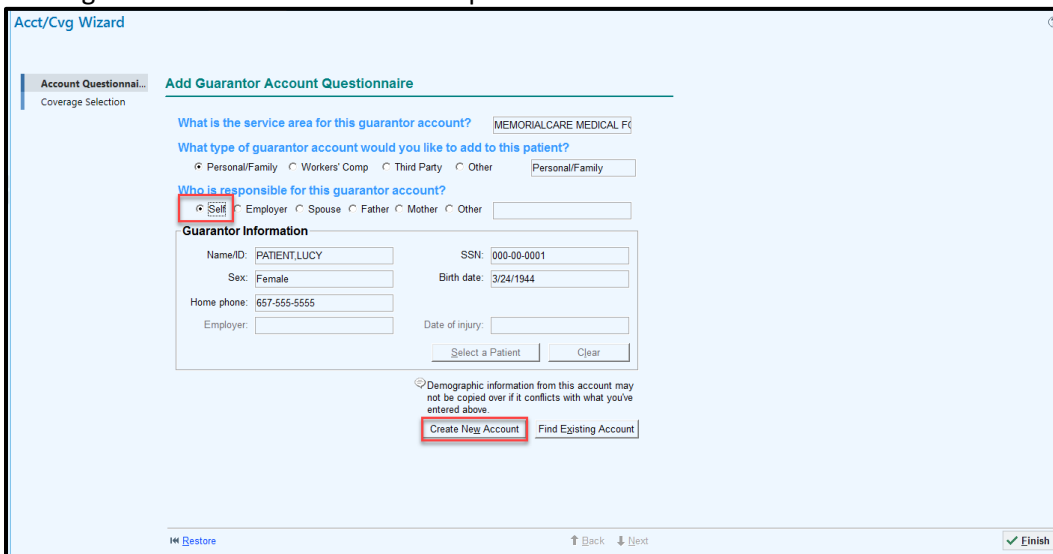 Acct/Cvg Wizard
Account Questionnai...
Coverage Selection
Add Guarantor Account Questionnaire
What is the service area for this guarantor account? MEMORIALCARE MEDICAL FO
What type of guarantor account would you like to add to this patient?
Personal/Family Workers' Comp Third Party Other Personal/Family
Who is responsible for this guarantor account?
Self Employer Spouse Father Mother Other
Guarantor Information
Name/ID: PATIENT,LUCY SSN: 000-00-0001
Sex: Female Birth date: 3/24/1944
Home phone: 657-555-5555
Employer: Date of injury:
Select a Patient Clear
Demographic information from this account may
not be copied over if it conflicts with what you've
entered above.
Create New Account Find Existing Account
Restore Back Next Finish